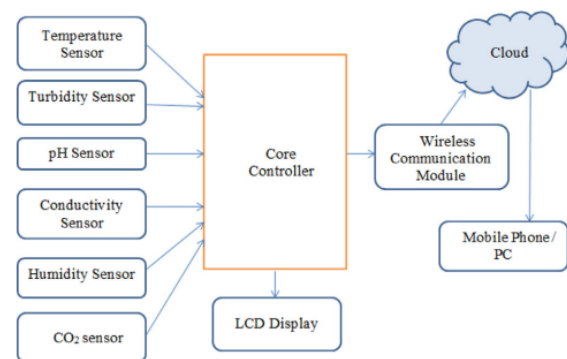 Temperature
Sensor
Turbidity Sensor
pH Sensor
Conductivity
Sensor
Humidity Sensor
CO₂ sensor
Core
Controller
LCD Display
Wireless
Communication
Module
Cloud
Mobile Phone /
PC